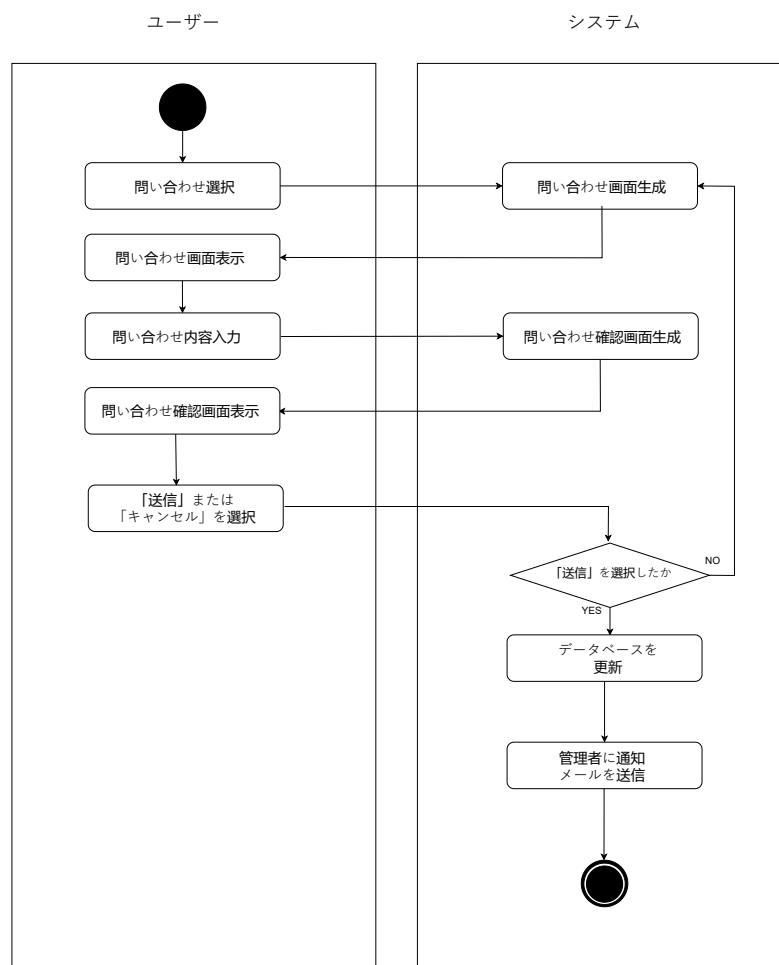 ユーザー
システム
問い合わせ選択
問い合わせ画面生成
問い合わせ画面表示
問い合わせ内容入力
問い合わせ確認画面生成
問い合わせ確認画面表示
「送信」または
「キャンセル」を選択
「送信」を選択したか
NO
YES
データベースを
更新
管理者に通知
メールを送信